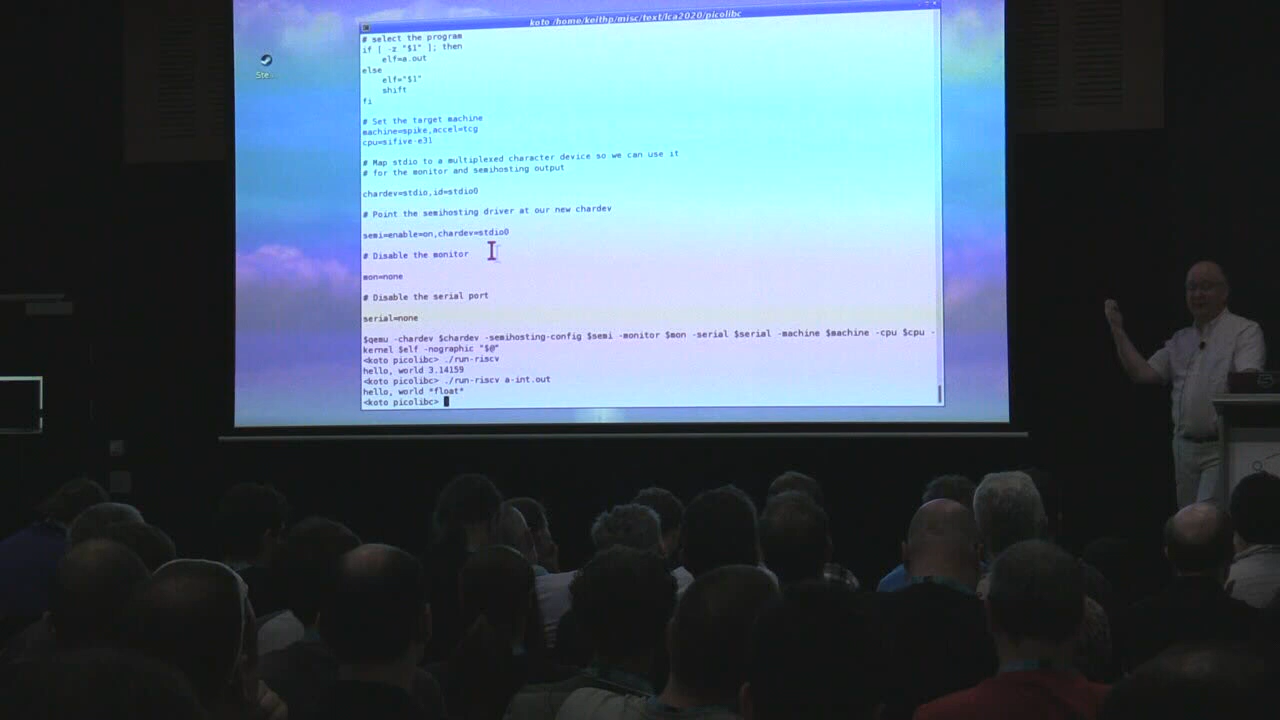 koto /home/keithp/misc/text/lca2020/picolibc
# select the program
if [ -z "$1" ]; then
elf=a.out
else
elf="$1"
shift
fi
# Set the target machine
machine=spike,accel=tcg
cpu=sifive-e31
# Map stdio to a multiplexed character device so we can use it
# for the monitor and semihosting output
chardev=stdio,id=stdio0
# Point the semihosting driver at our new chardev
semi=enable=on,chardev=stdio0
# Disable the monitor
mon=none
# Disable the serial port
serial=none
$qemu -chardev $chardev -semihosting-config $semi -monitor $mon -serial $serial -machine $machine -cpu $cpu -
kernel $elf -nographic "$@"
<koto picolibc> ./run-riscv
hello, world 3.14159
<koto picolibc> ./run-riscv a-int.out
hello, world *float*
<koto picolibc>
Ste...